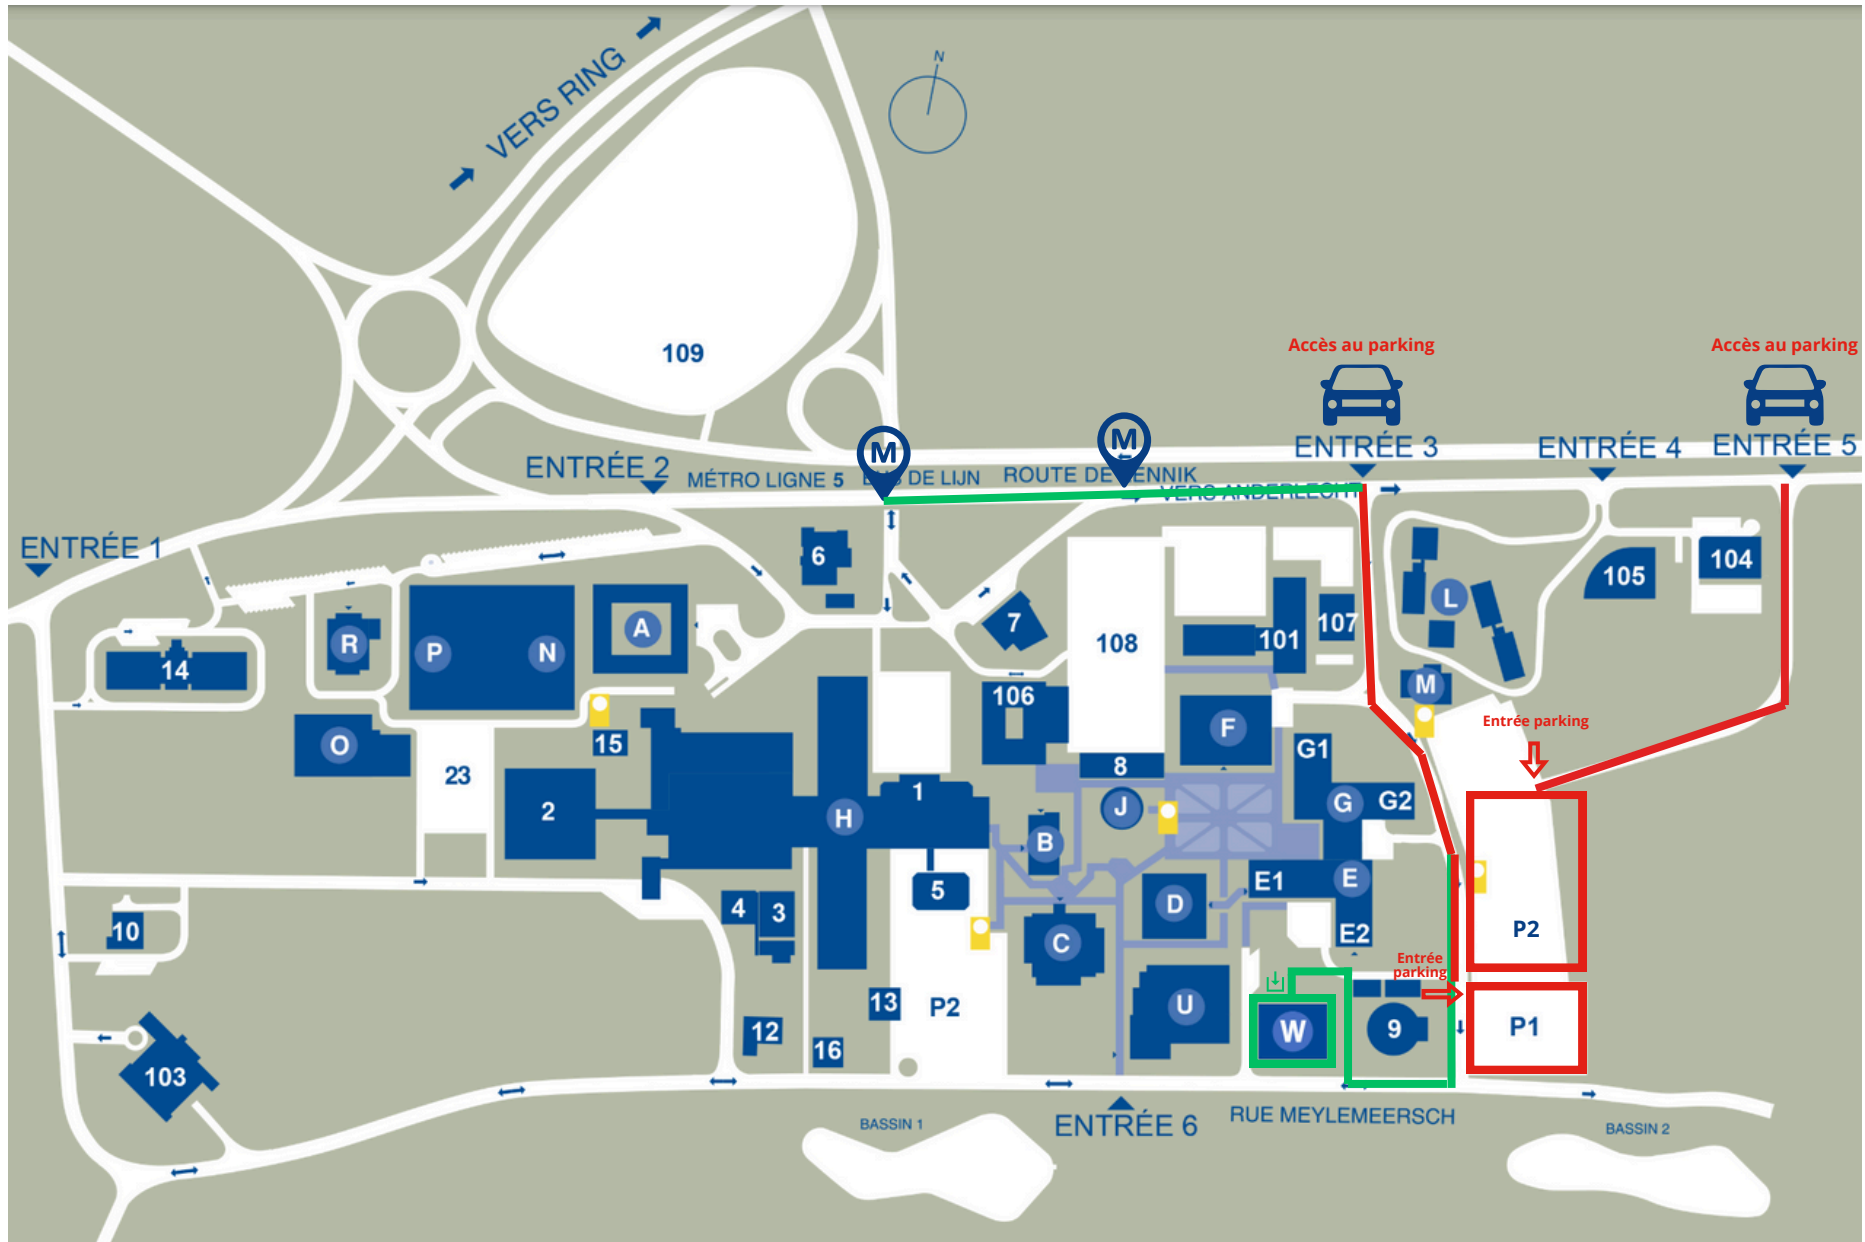 N
VERS RING
109
Accès au parking
Accès au parking
M
M
ENTRÉE 3
ENTRÉE 4
ENTRÉE 5
ENTRÉE 2
MÉTRO LIGNE 5
DE LIJN
ROUTE DE
VERS ANDERLECHT
ENTRÉE 1
6
104
105
L
7
107
101
108
A
R
P
N
14
M
106
Entrée parking
F
O
15
G1
23
8
1
G
G2
J
2
H
B
E1
E
5
D
4
3
10
E2
P2
C
Entrée
parking
13
P2
U
W
9
P1
12
16
103
RUE MEYLEMEERSCH
ENTRÉE 6
BASSIN 1
BASSIN 2